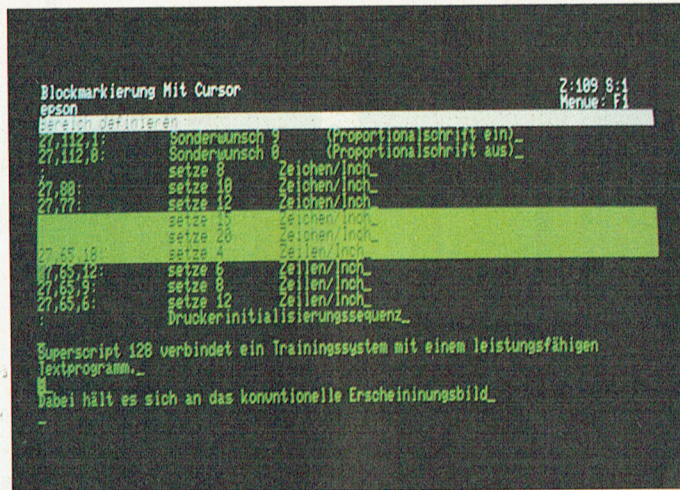 Blockmarkierung Mit Cursor Z:109 S:1
epson Menue: F1
Bereich definieren
27,112,1: Sonderwunsch 9 (Proportionalschrift ein)_
27,112,0: Sonderwunsch 0 (Proportionalschrift aus)_
: setze 8 Zeichen/Inch_
27,80: setze 10 Zeichen/Inch_
27,77: setze 12 Zeichen/Inch_
setze 15 Zeichen/Inch_
setze 20 Zeichen/Inch_
27,65,18: setze 4 Zeilen/Inch
27,65,12: setze 6 Zeilen/Inch_
27,65,9: setze 8 Zeilen/Inch_
27,65,6: setze 12 Zeilen/Inch_
: Druckerinitialisierungssequenz_
Superscript 128 verbindet ein Trainingssystem mit einem leistungsfähigen
Textprogramm._
Dabei hält es sich an das konvntionelle Erscheininungsbild_